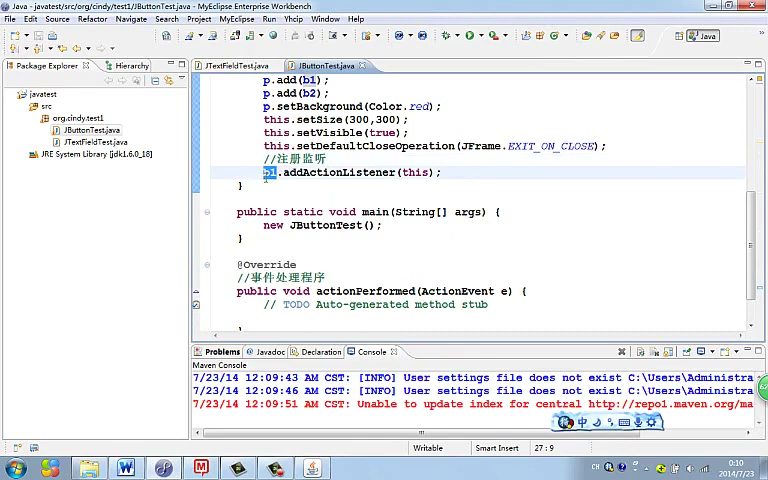 Java - javatest/src/org/cindy/test1/JButtonTest.java - MyEclipse Enterprise Workbench
File Edit Source Refactor Navigate Search Project MyEclipse Run YhCip Window Help
Java
Package Explorer Hierarchy
JTextFieldTest.java JButtonTest.java
javatest
src
org.cindy.test1
JButtonTest.java
JTextFieldTest.java
JRE System Library [jdk1.6.0_18]
p.add(b1);
p.add(b2);
p.setBackground(Color.red);
this.setSize(300,300);
this.setVisible(true);
this.setDefaultCloseOperation(JFrame.EXIT_ON_CLOSE);
//注册监听
b1.addActionListener(this);
}
public static void main(String[] args) {
new JButtonTest();
}
@Override
//事件处理程序
public void actionPerformed(ActionEvent e) {
// TODO Auto-generated method stub
Problems Javadoc Declaration Console
Maven Console
7/23/14 12:09:43 AM CST: [INFO] User settings file does not exist C:\Users\Administra
7/23/14 12:09:46 AM CST: [INFO] User settings file does not exist C:\Users\Administra
7/23/14 12:09:51 AM CST: Unable to update index for central http://repo1.maven.org/ma
中
Writable Smart Insert 27 : 9
CH
0:10
2014/7/23